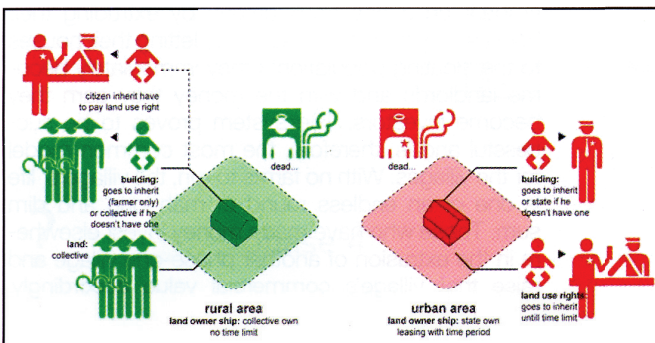 citizen inherit have
to pay land use right
building:
goes to inherit
(farmer only)
or collective if he
doesn't have one
land:
collective
dead...
rural area
land owner ship: collective own
no time limit
dead...
building:
goes to inherit
or state if he
doesn't have one
land use rights:
goes to inherit
untill time limit
urban area
land owner ship: state own
leasing with time period